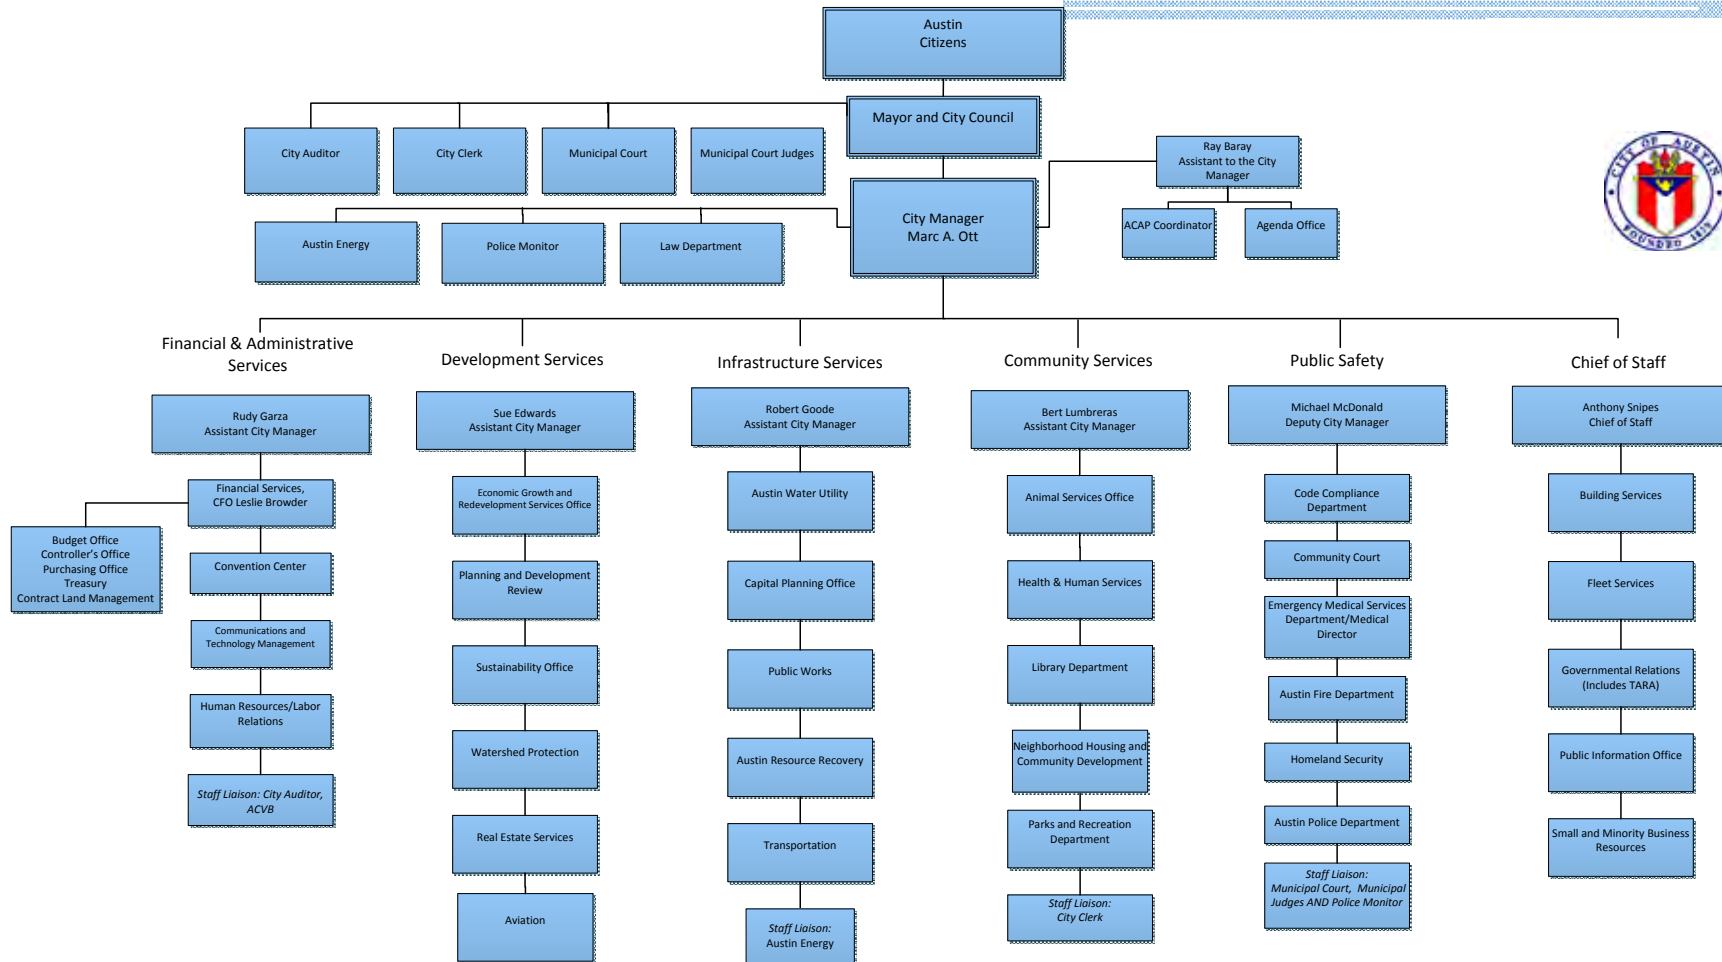 Austin
Citizens
Mayor and City Council
City Auditor
City Clerk
Municipal Court
Municipal Court Judges
Ray Baray
Assistant to the City
Manager
CITY OF AUSTIN
FOUNDED 1839
City Manager
Marc A. Ott
ACAP Coordinator
Agenda Office
Austin Energy
Police Monitor
Law Department
Financial & Administrative
Services
Development Services
Infrastructure Services
Community Services
Public Safety
Chief of Staff
Rudy Garza
Assistant City Manager
Financial Services,
CFO Leslie Browder
Budget Office
Controller’s Office
Purchasing Office
Treasury
Contract Land Management
Convention Center
Communications and
Technology Management
Human Resources/Labor
Relations
Staff Liaison: City Auditor,
ACVB
Sue Edwards
Assistant City Manager
Economic Growth and
Redevelopment Services Office
Planning and Development
Review
Sustainability Office
Watershed Protection
Real Estate Services
Aviation
Robert Goode
Assistant City Manager
Austin Water Utility
Capital Planning Office
Public Works
Austin Resource Recovery
Transportation
Staff Liaison:
Austin Energy
Bert Lumbreras
Assistant City Manager
Animal Services Office
Health & Human Services
Library Department
Neighborhood Housing and
Community Development
Parks and Recreation
Department
Staff Liaison:
City Clerk
Michael McDonald
Deputy City Manager
Code Compliance
Department
Community Court
Emergency Medical Services
Department/Medical
Director
Austin Fire Department
Homeland Security
Austin Police Department
Staff Liaison:
Municipal Court, Municipal
Judges AND Police Monitor
Anthony Snipes
Chief of Staff
Building Services
Fleet Services
Governmental Relations
(Includes TARA)
Public Information Office
Small and Minority Business
Resources